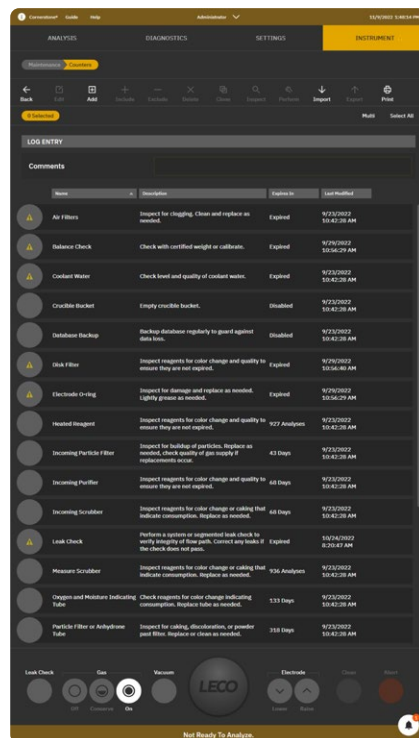 Cornerstone® Guide Help Administrator 11/9/2022 5:40:54 PM
ANALYSIS DIAGNOSTICS SETTINGS INSTRUMENT
Maintenance Counters
Back Edit Add Include Exclude Delete Clone Inspect Perform Import Export Print
0 Selected Multi Select All
LOG ENTRY
Comments
Name Description Expires In Last Modified
Air Filters Inspect for clogging. Clean and replace as Expired 9/23/2022
needed. 10:42:28 AM
Balance Check Check with certified weight or calibrate. Expired 9/29/2022
10:56:29 AM
Coolant Water Check level and quality of coolant water. Expired 9/23/2022
10:42:28 AM
Crucible Bucket Empty crucible bucket. Disabled 9/23/2022
10:42:28 AM
Database Backup Backup database regularly to guard against Disabled 9/23/2022
data loss. 10:42:28 AM
Disk Filter Inspect reagents for color change and quality to Expired 9/29/2022
ensure they are not expired. 10:56:40 AM
Electrode O-ring Inspect for damage and replace as needed. Expired 9/29/2022
Lightly grease as needed. 10:56:29 AM
Heated Reagent Inspect reagents for color change and quality to 927 Analyses 9/23/2022
ensure they are not expired. 10:42:28 AM
Incoming Particle Filter Inspect for buildup of particles. Replace as 43 Days 9/23/2022
needed, check quality of gas supply if 10:42:28 AM
replacements occur.
Incoming Purifier Inspect reagents for color change and quality to 68 Days 9/23/2022
ensure they are not expired. 10:42:28 AM
Incoming Scrubber Inspect reagents for color change or caking that 68 Days 9/23/2022
indicate consumption. Replace as needed. 10:42:28 AM
Leak Check Perform a system or segmented leak check to Expired 10/24/2022
verify integrity of flow path. Correct any leaks if 8:20:47 AM
the check does not pass.
Measure Scrubber Inspect reagents for color change or caking that 936 Analyses 9/23/2022
indicate consumption. Replace as needed. 10:42:28 AM
Oxygen and Moisture Indicating Check reagents for color change indicating 133 Days 9/23/2022
Tube consumption. Replace tube as needed. 10:42:28 AM
Particle Filter or Anhydrone Inspect for caking, discoloration, or powder 318 Days 9/23/2022
Tube past filter. Replace or clean as needed. 10:42:28 AM
Leak Check Gas Vacuum Electrode Clean Start
LECO
Off Conserve On Lower Raise
Not Ready To Analyze.